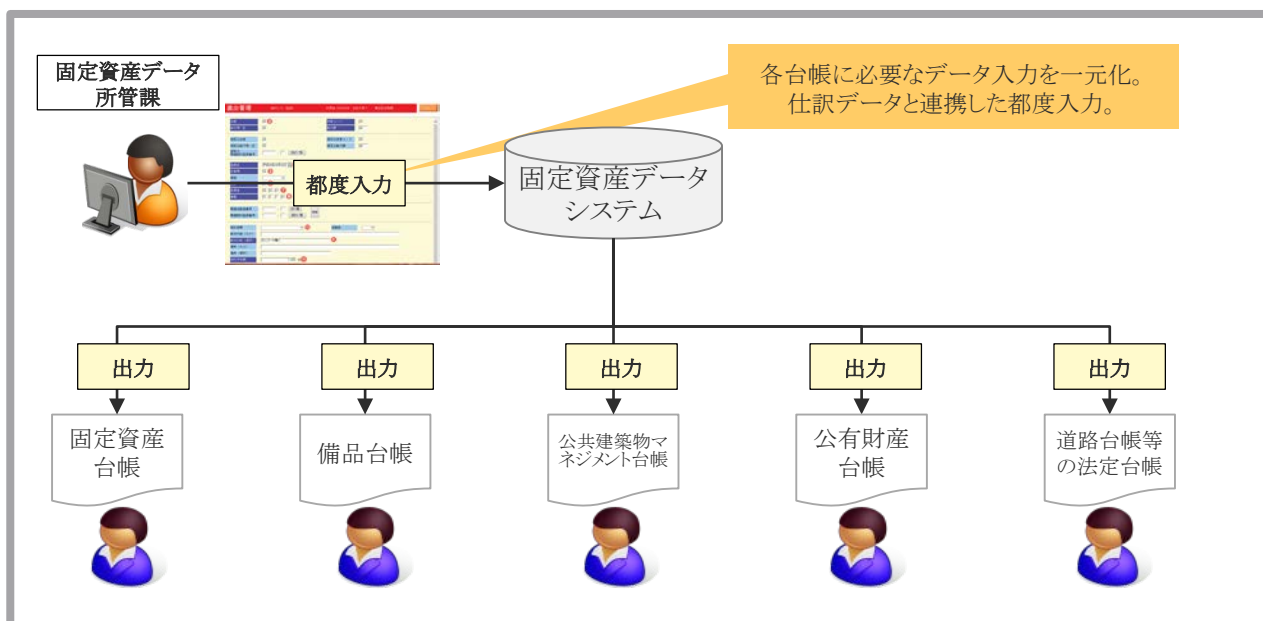 固定資産データ
所管課
各台帳に必要なデータ入力を一元化。
仕訳データと連携した都度入力。
都度入力
固定資産データ
システム
出力
出力
出力
出力
出力
固定資産
台帳
備品台帳
公共建築物マ
ネジメント台帳
公有財産
台帳
道路台帳等
の法定台帳